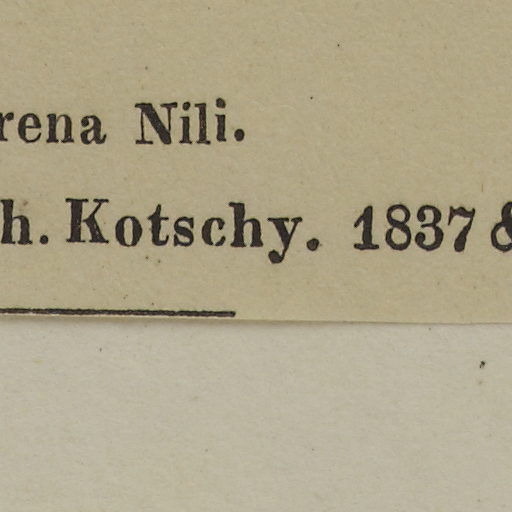 rena Nili.
h. Kotschy. 1837 &